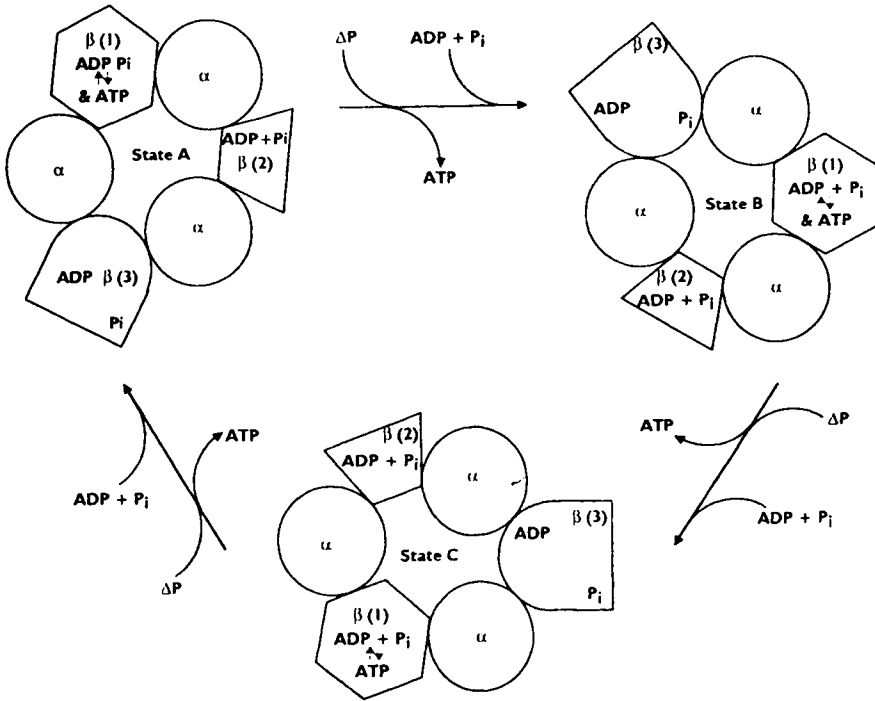 β (1)
ADP Pi
& ATP
α
ADP+Pi
β (2)
State A
α
α
ADP β (3)
Pi
ΔP
ADP + Pi
ATP
β (3)
ADP
Pi
α
β (1)
ADP + Pi
& ATP
State B
α
β (2)
ADP + Pi
α
ATP
ΔP
ADP + Pi
ATP
ADP + Pi
ΔP
β (2)
ADP + Pi
α
ADP
β (3)
Pi
α
State C
β (1)
ADP + Pi
ATP
α